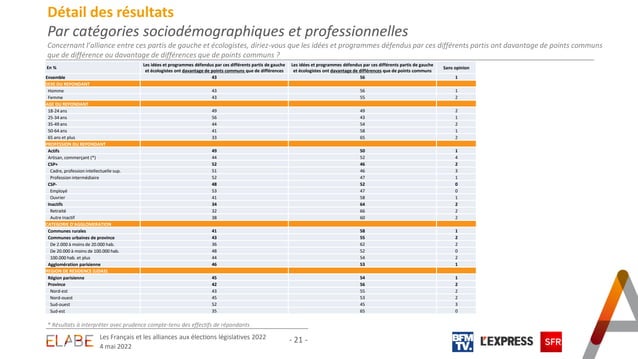 Détail des résultats
Par catégories sociodémographiques et professionnelles
Concernant l'alliance entre ces partis de gauche et écologistes, diriez-vous que les idées et programmes défendus par ces différents partis ont davantage de points communs
que de différence ou davantage de différences que de points communs ?
En % Les idées et programmes défendus par ces différents partis de gauche et écologistes ont davantage de points communs que de différences Les idées et programmes défendus par ces différents partis de gauche et écologistes ont davantage de différences que de points communs Sans opinion
Ensemble 43 56 1
SEXE DU REPONDANT
Homme 43 56 1
Femme 43 55 2
AGE DU REPONDANT
18-24 ans 49 49 2
25-34 ans 56 43 1
35-49 ans 44 54 2
50-64 ans 41 58 1
65 ans et plus 33 65 2
PROFESSION DU REPONDANT
Actifs 49 50 1
Artisan, commerçant (*) 44 52 4
CSP+ 52 46 2
Cadre, profession intellectuelle sup. 51 46 3
Profession intermédiaire 52 47 1
CSP- 48 52 0
Employé 53 47 0
Ouvrier 41 58 1
Inactifs 34 64 2
Retraité 32 66 2
Autre inactif 38 60 2
CATEGORIE D'AGGLOMERATION
Communes rurales 41 58 1
Communes urbaines de province 43 55 2
De 2.000 à moins de 20.000 hab. 36 62 2
De 20.000 à moins de 100.000 hab. 48 52 0
100.000 hab. et plus 44 54 2
Agglomération parisienne 46 53 1
REGION DE RESIDENCE (UDA5)
Région parisienne 45 54 1
Province 42 56 2
Nord-est 43 55 2
Nord-ouest 45 53 2
Sud-ouest 52 45 3
Sud-est 35 65 0
* Résultats à interpréter avec prudence compte-tenu des effectifs de répondants
ELABE
Les Français et les alliances aux élections législatives 2022
4 mai 2022
- 21 -
BFM
TV.
L'EXPRESS
SFR